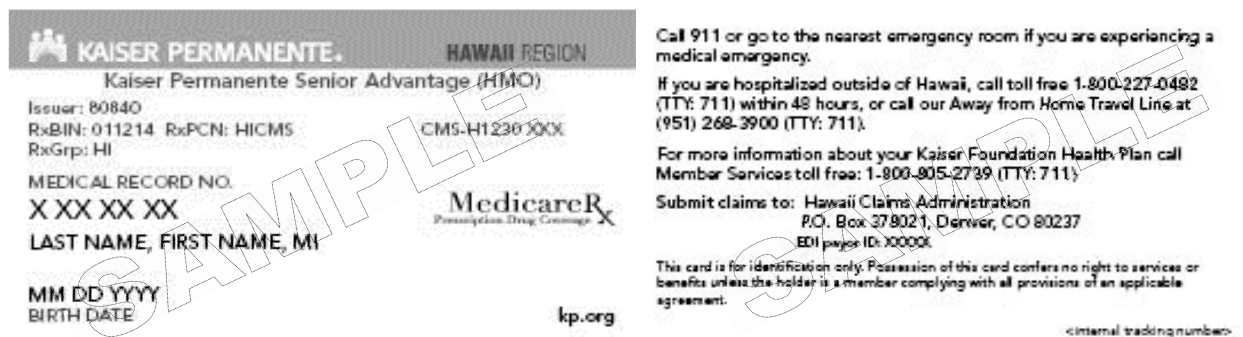 KAISER PERMANENTE®
HAWAII REGION
Kaiser Permanente Senior Advantage (HMO)
Issuer: 80840
RxBIN: 011214 RxPCN: HICMS CMS-H1230 XXX
RxGrp: HI
MEDICAL RECORD NO.
X XX XX XX
MedicareRx
Prescription Drug Coverage
LAST NAME, FIRST NAME, MI
MM DD YYYY
BIRTH DATE
kp.org
SAMPLE
Call 911 or go to the nearest emergency room if you are experiencing a
medical emergency.
If you are hospitalized outside of Hawaii, call toll free 1-800-227-0482
(TTY: 711) within 48 hours, or call our Away from Home Travel Line at
(951) 268-3900 (TTY: 711).
For more information about your Kaiser Foundation Health Plan call
Member Services toll free: 1-800-805-2739 (TTY: 711)
Submit claims to: Hawaii Claims Administration
P.O. Box 378021, Denver, CO 80237
EDI payor ID: XXXXX
This card is for identification only. Possession of this card confers no right to services or
benefits unless the holder is a member complying with all provisions of an applicable
agreement.
<internal tracking number>
SAMPLE